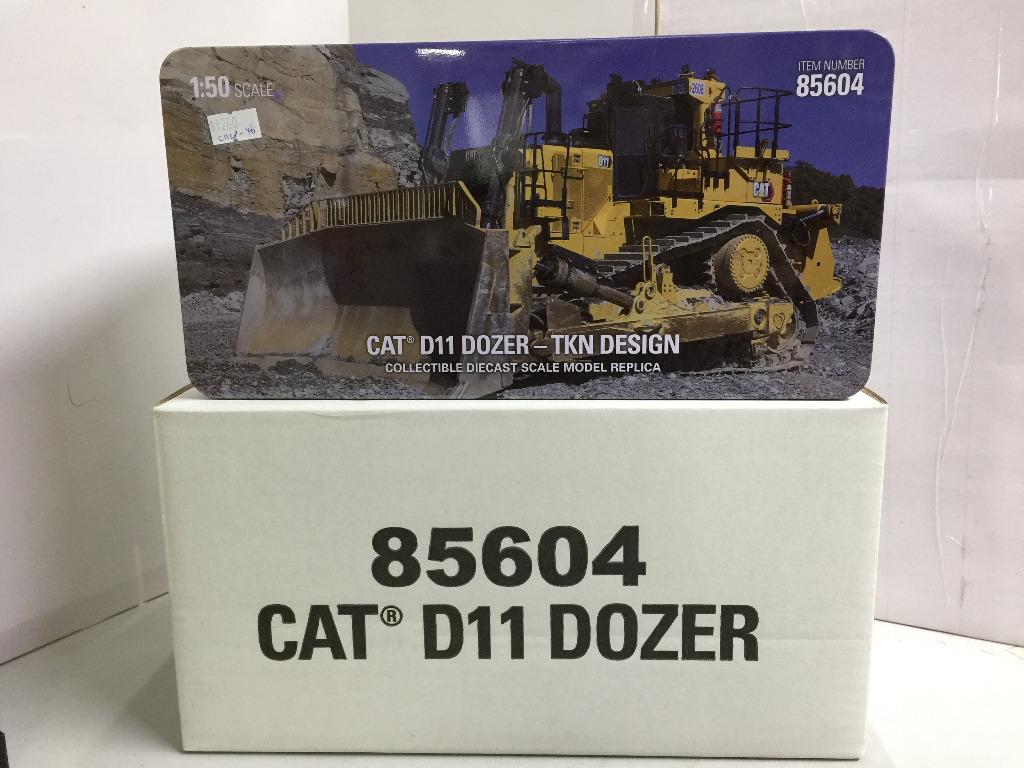 1:50 SCALE
ITEM NUMBER
85604
D11
CAT
CAT® D11 DOZER – TKN DESIGN
COLLECTIBLE DIECAST SCALE MODEL REPLICA
85604
CAT® D11 DOZER